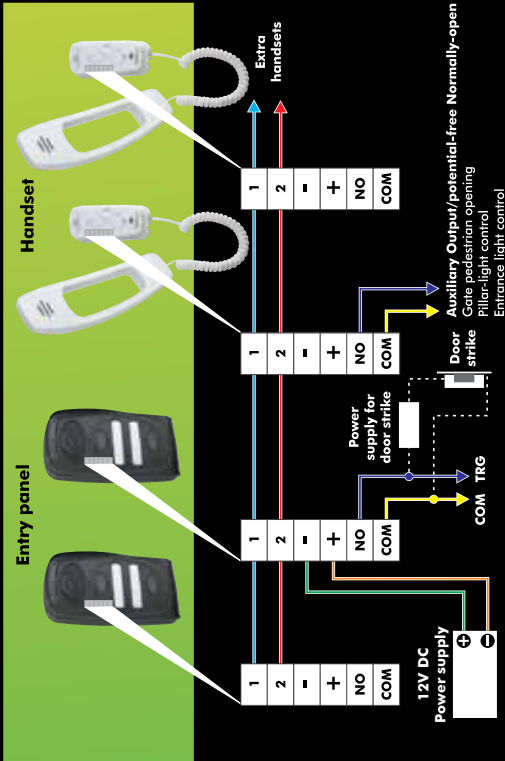 Entry panel
Handset
1
2
-
+
NO
COM
1
2
-
+
NO
COM
1
2
-
+
NO
COM
1
2
-
+
NO
COM
Extra
handsets
12V DC
Power supply
+
-
COM TRG
Power
supply for
door strike
Door
strike
Auxiliary Output/potential-free Normally-open
Gate pedestrian opening
Pillar-light control
Entrance light control